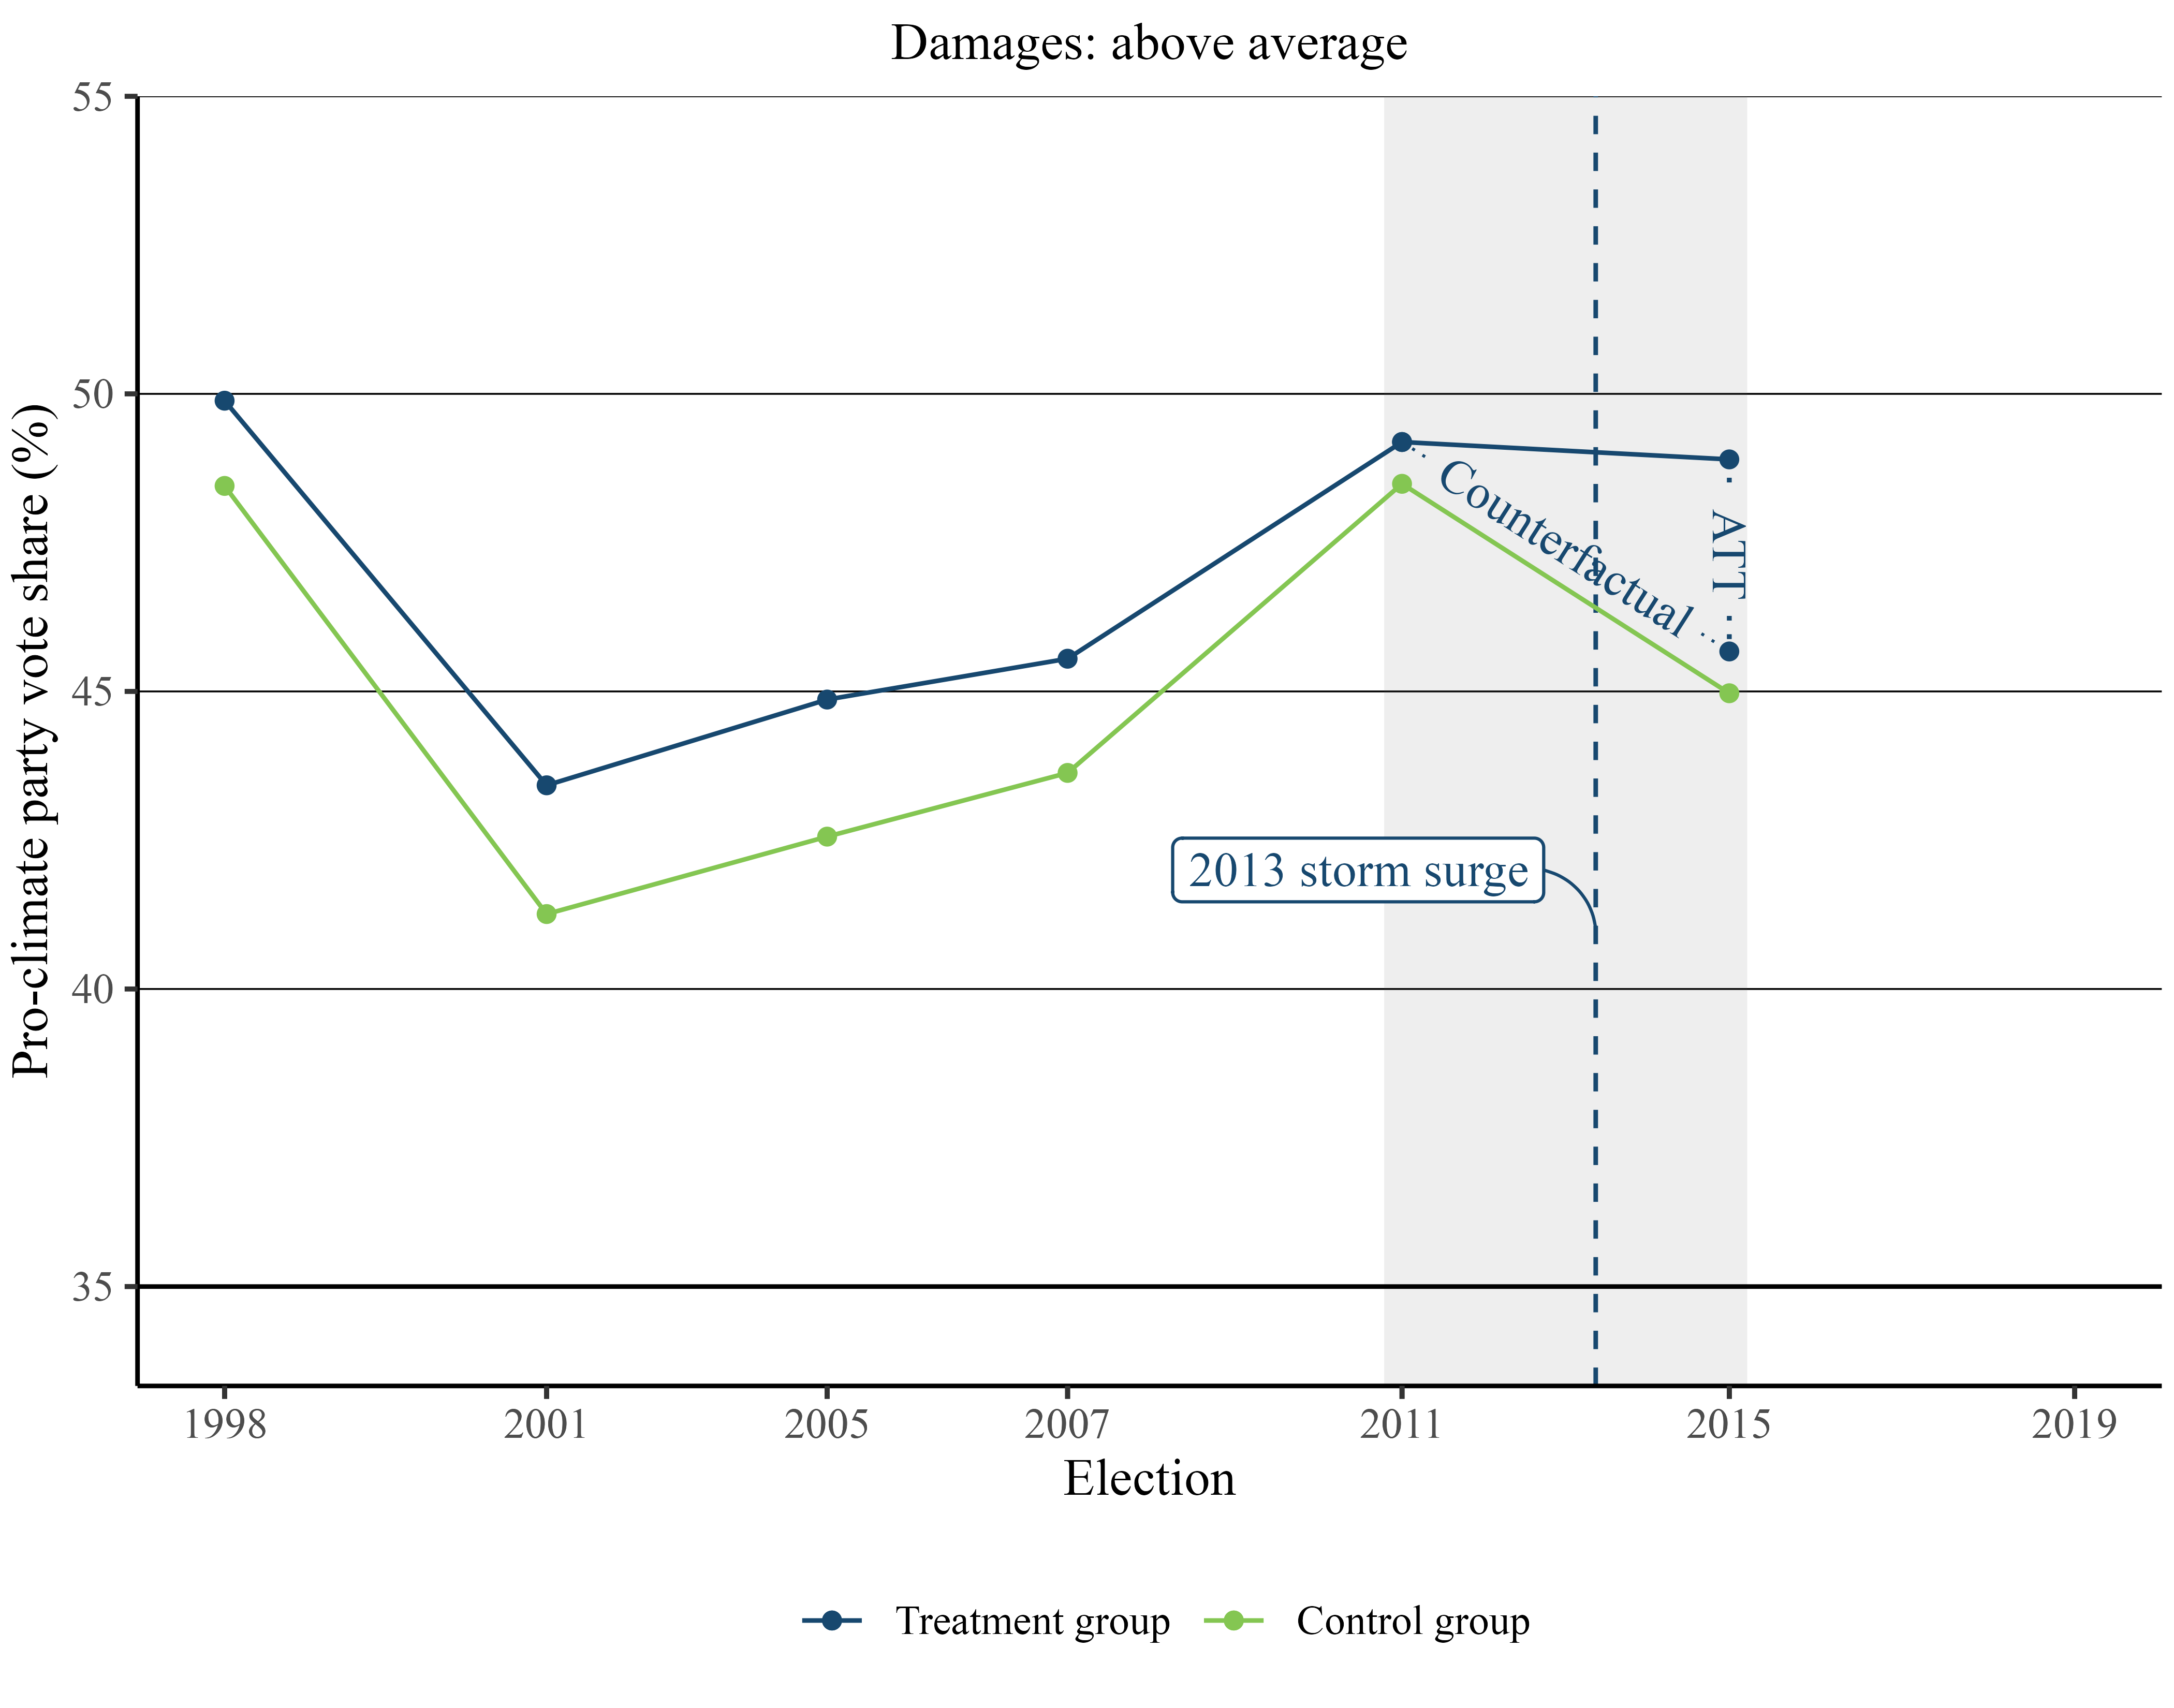 Damages: above average
Pro-climate party vote share (%)
55
50
45
40
35
Counterfactual
ATT
2013 storm surge
1998 2001 2005 2007 2011 2015 2019
Election
Treatment group Control group